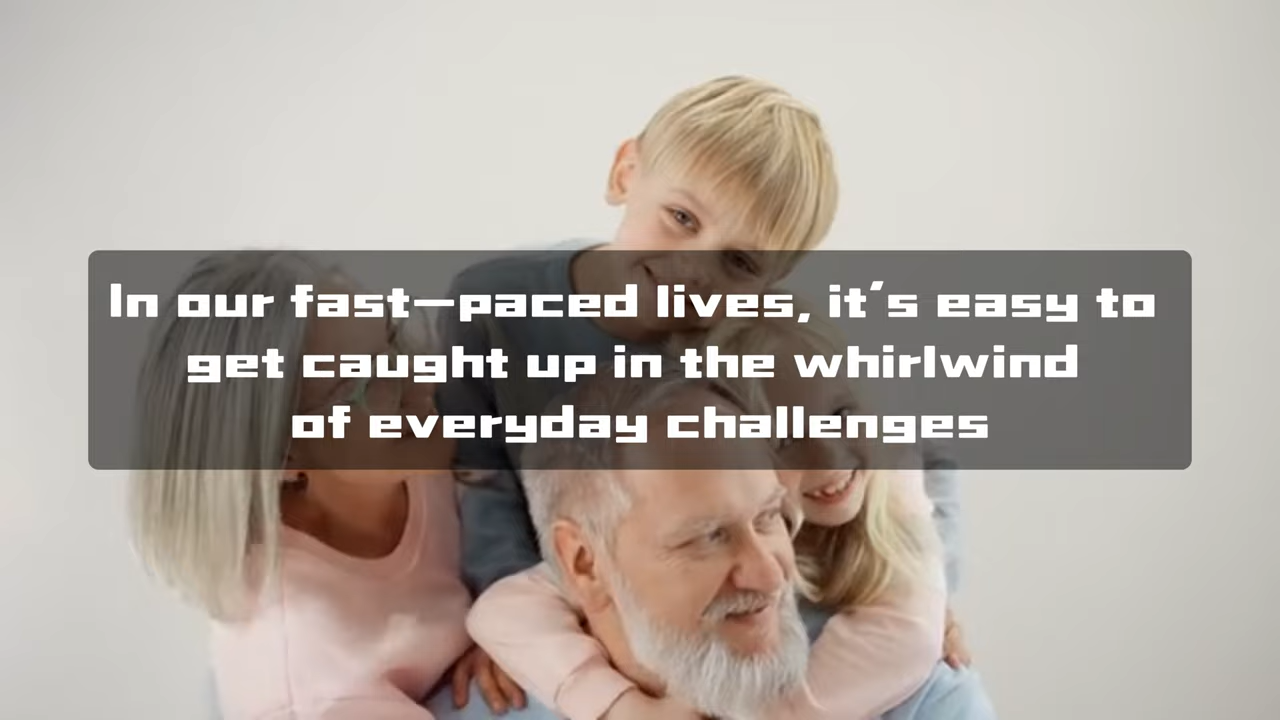 In our fast—paced lives, it's easy to
get caught up in the whirlwind
of everyday challenges